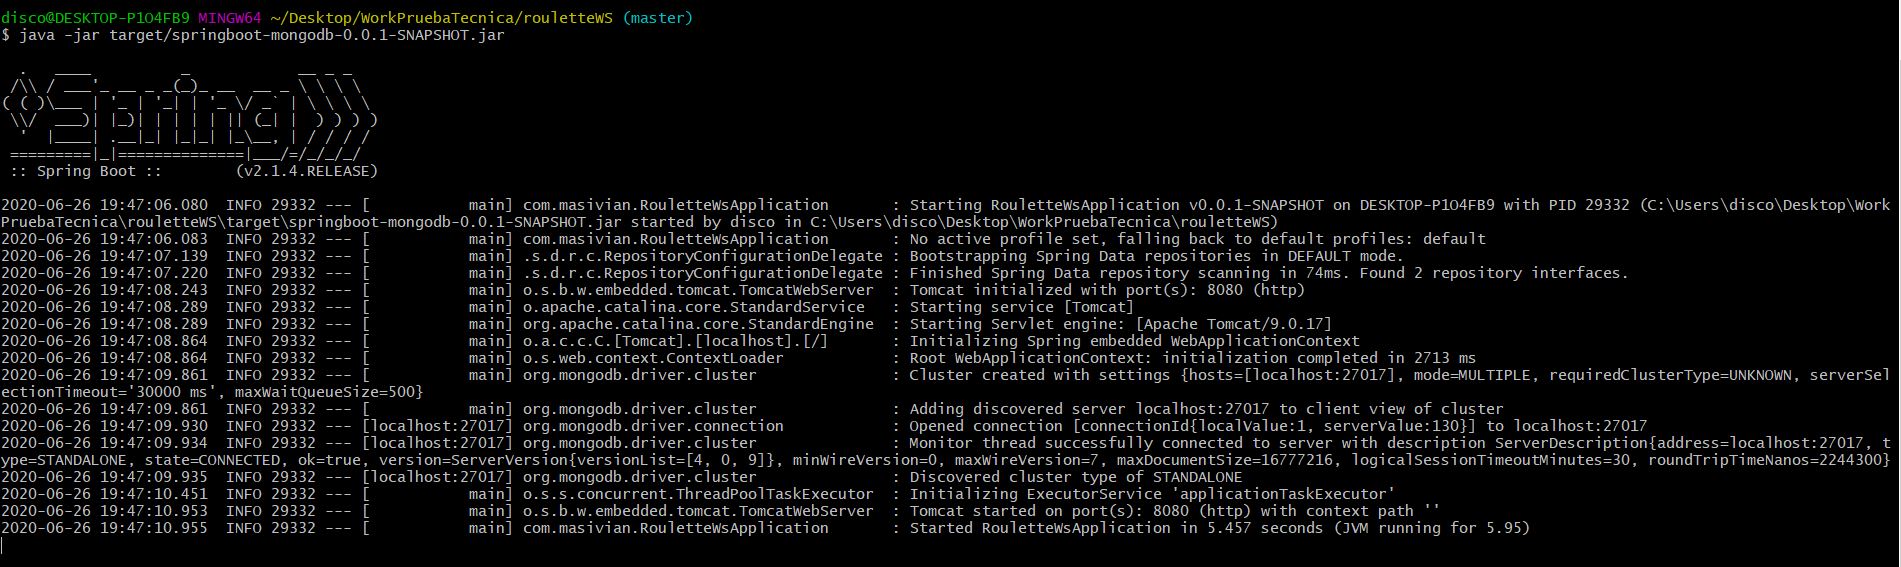 disco@DESKTOP-P1O4FB9 MINGW64 ~/Desktop/WorkPruebaTecnica/rouletteWS (master)
$ java -jar target/springboot-mongodb-0.0.1-SNAPSHOT.jar
  .   ____          _            __ _ _
 /\\ / ___'_ __ _ _(_)_ __  __ _ \ \ \ \
( ( )\___ | '_ | '_| | '_ \/ _` | \ \ \ \
 \\/  ___)| |_)| | | | | || (_| |  ) ) ) )
  '  |____| .__|_| |_|_| |_\__, | / / / /
 =========|_|==============|___/=/_/_/_/
 :: Spring Boot ::        (v2.1.4.RELEASE)
2020-06-26 19:47:06.080  INFO 29332 --- [           main] com.masivian.RouletteWsApplication       : Starting RouletteWsApplication v0.0.1-SNAPSHOT on DESKTOP-P1O4FB9 with PID 29332 (C:\Users\disco\Desktop\Work
PruebaTecnica\rouletteWS\target\springboot-mongodb-0.0.1-SNAPSHOT.jar started by disco in C:\Users\disco\Desktop\WorkPruebaTecnica\rouletteWS)
2020-06-26 19:47:06.083  INFO 29332 --- [           main] com.masivian.RouletteWsApplication       : No active profile set, falling back to default profiles: default
2020-06-26 19:47:07.139  INFO 29332 --- [           main] .s.d.r.c.RepositoryConfigurationDelegate : Bootstrapping Spring Data repositories in DEFAULT mode.
2020-06-26 19:47:07.220  INFO 29332 --- [           main] .s.d.r.c.RepositoryConfigurationDelegate : Finished Spring Data repository scanning in 74ms. Found 2 repository interfaces.
2020-06-26 19:47:08.243  INFO 29332 --- [           main] o.s.b.w.embedded.tomcat.TomcatWebServer  : Tomcat initialized with port(s): 8080 (http)
2020-06-26 19:47:08.289  INFO 29332 --- [           main] o.apache.catalina.core.StandardService   : Starting service [Tomcat]
2020-06-26 19:47:08.289  INFO 29332 --- [           main] org.apache.catalina.core.StandardEngine  : Starting Servlet engine: [Apache Tomcat/9.0.17]
2020-06-26 19:47:08.864  INFO 29332 --- [           main] o.a.c.c.C.[Tomcat].[localhost].[/]       : Initializing Spring embedded WebApplicationContext
2020-06-26 19:47:08.864  INFO 29332 --- [           main] o.s.web.context.ContextLoader            : Root WebApplicationContext: initialization completed in 2713 ms
2020-06-26 19:47:09.861  INFO 29332 --- [           main] org.mongodb.driver.cluster               : Cluster created with settings {hosts=[localhost:27017], mode=MULTIPLE, requiredClusterType=UNKNOWN, serverSel
ectionTimeout='30000 ms', maxWaitQueueSize=500}
2020-06-26 19:47:09.861  INFO 29332 --- [           main] org.mongodb.driver.cluster               : Adding discovered server localhost:27017 to client view of cluster
2020-06-26 19:47:09.930  INFO 29332 --- [localhost:27017] org.mongodb.driver.connection            : Opened connection [connectionId{localValue:1, serverValue:130}] to localhost:27017
2020-06-26 19:47:09.934  INFO 29332 --- [localhost:27017] org.mongodb.driver.cluster               : Monitor thread successfully connected to server with description ServerDescription{address=localhost:27017, t
ype=STANDALONE, state=CONNECTED, ok=true, version=ServerVersion{versionList=[4, 0, 9]}, minWireVersion=0, maxWireVersion=7, maxDocumentSize=16777216, logicalSessionTimeoutMinutes=30, roundTripTimeNanos=2244300}
2020-06-26 19:47:09.935  INFO 29332 --- [localhost:27017] org.mongodb.driver.cluster               : Discovered cluster type of STANDALONE
2020-06-26 19:47:10.451  INFO 29332 --- [           main] o.s.s.concurrent.ThreadPoolTaskExecutor  : Initializing ExecutorService 'applicationTaskExecutor'
2020-06-26 19:47:10.953  INFO 29332 --- [           main] o.s.b.w.embedded.tomcat.TomcatWebServer  : Tomcat started on port(s): 8080 (http) with context path ''
2020-06-26 19:47:10.955  INFO 29332 --- [           main] com.masivian.RouletteWsApplication       : Started RouletteWsApplication in 5.457 seconds (JVM running for 5.95)